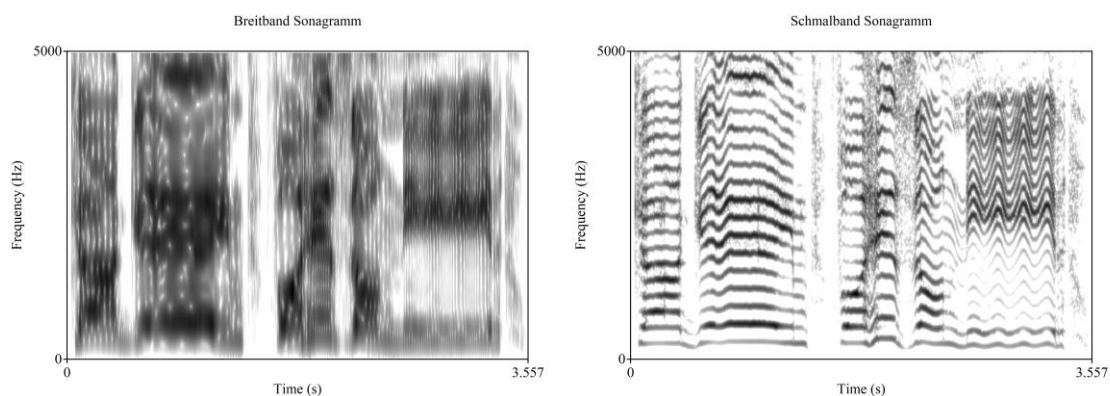 Breitband Sonagramm
5000
Frequency (Hz)
0
0
3.557
Time (s)
Schmalband Sonagramm
5000
Frequency (Hz)
0
0
3.557
Time (s)